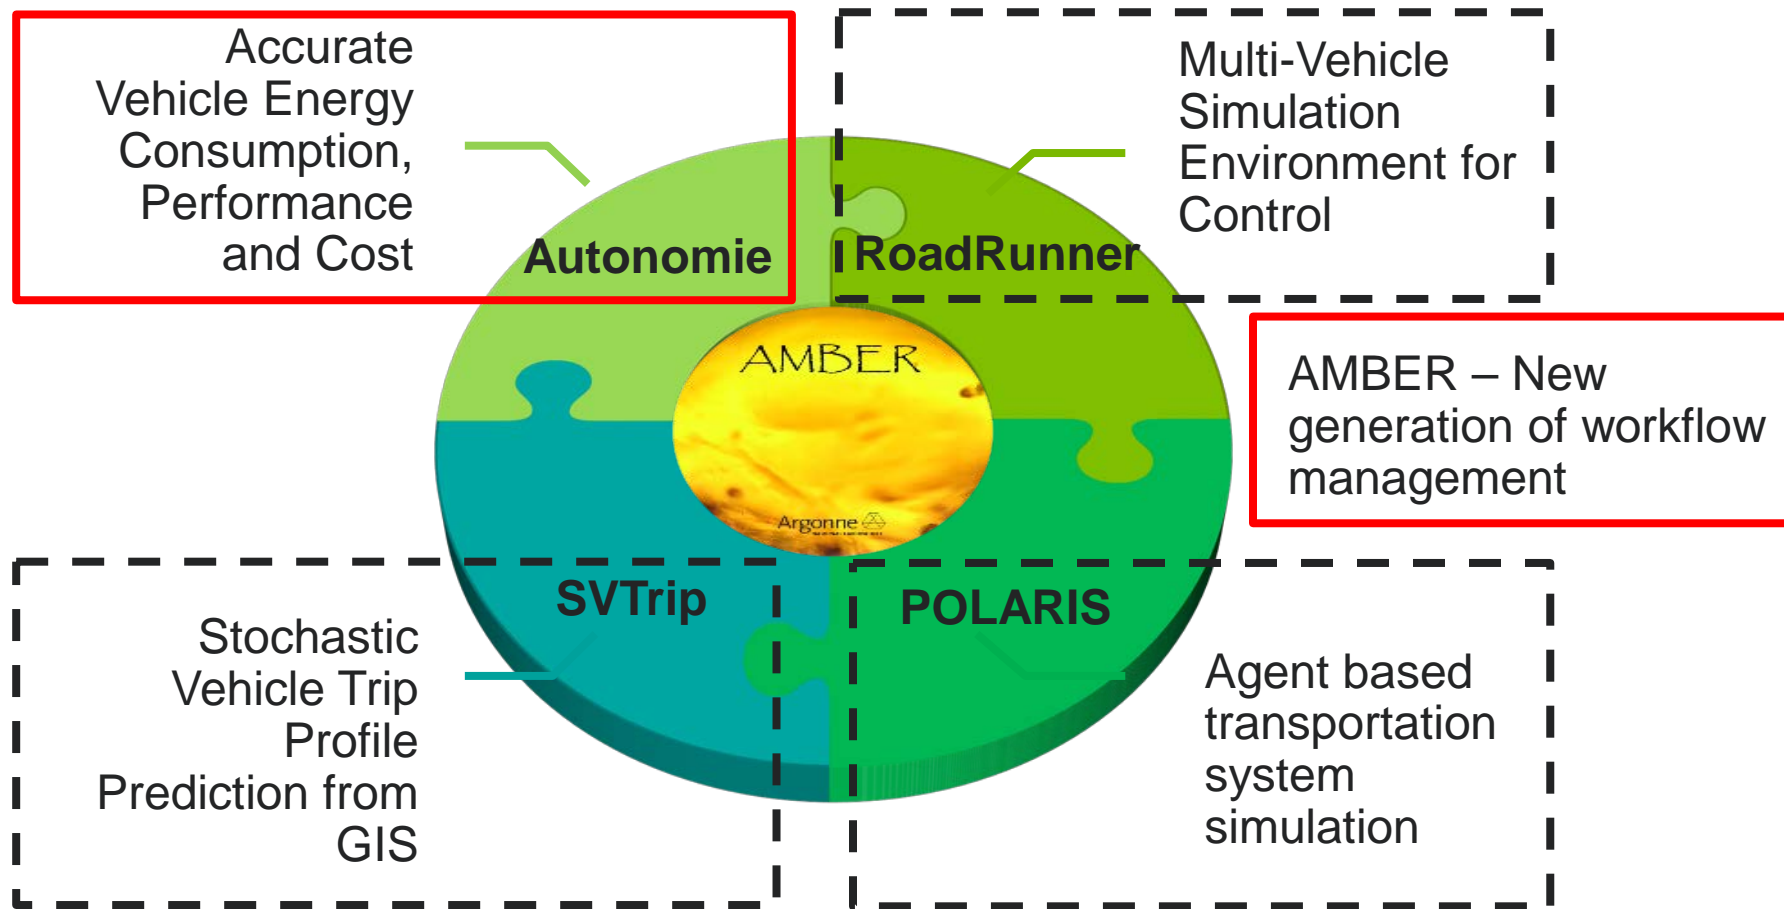 Accurate
Vehicle Energy
Consumption,
Performance
and Cost
Autonomie
Multi-Vehicle
Simulation
Environment for
Control
RoadRunner
AMBER
Argonne
AMBER – New
generation of workflow
management
SVTrip
Stochastic
Vehicle Trip
Profile
Prediction from
GIS
POLARIS
Agent based
transportation
system
simulation